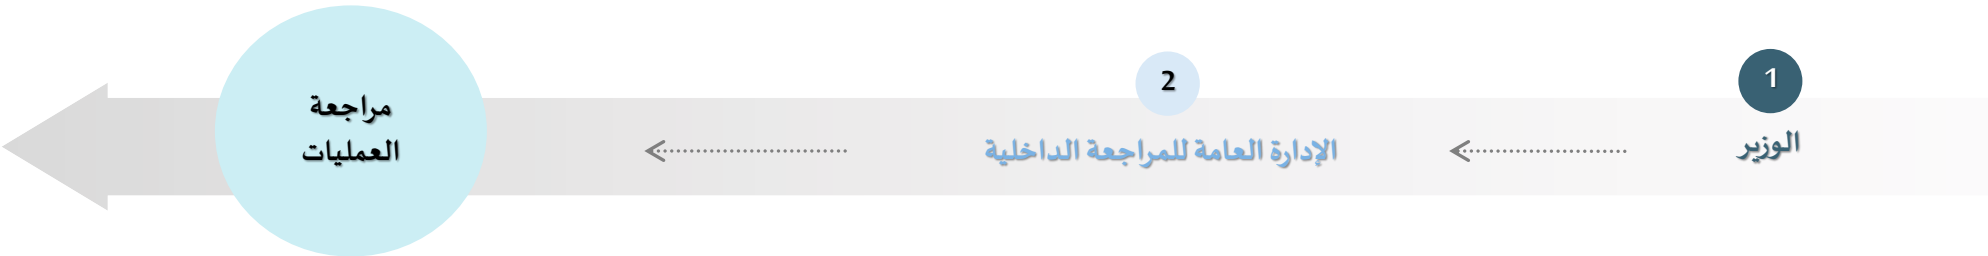 1
الوزير
2
الإدارة العامة للمراجعة الداخلية
مراجعة
العمليات